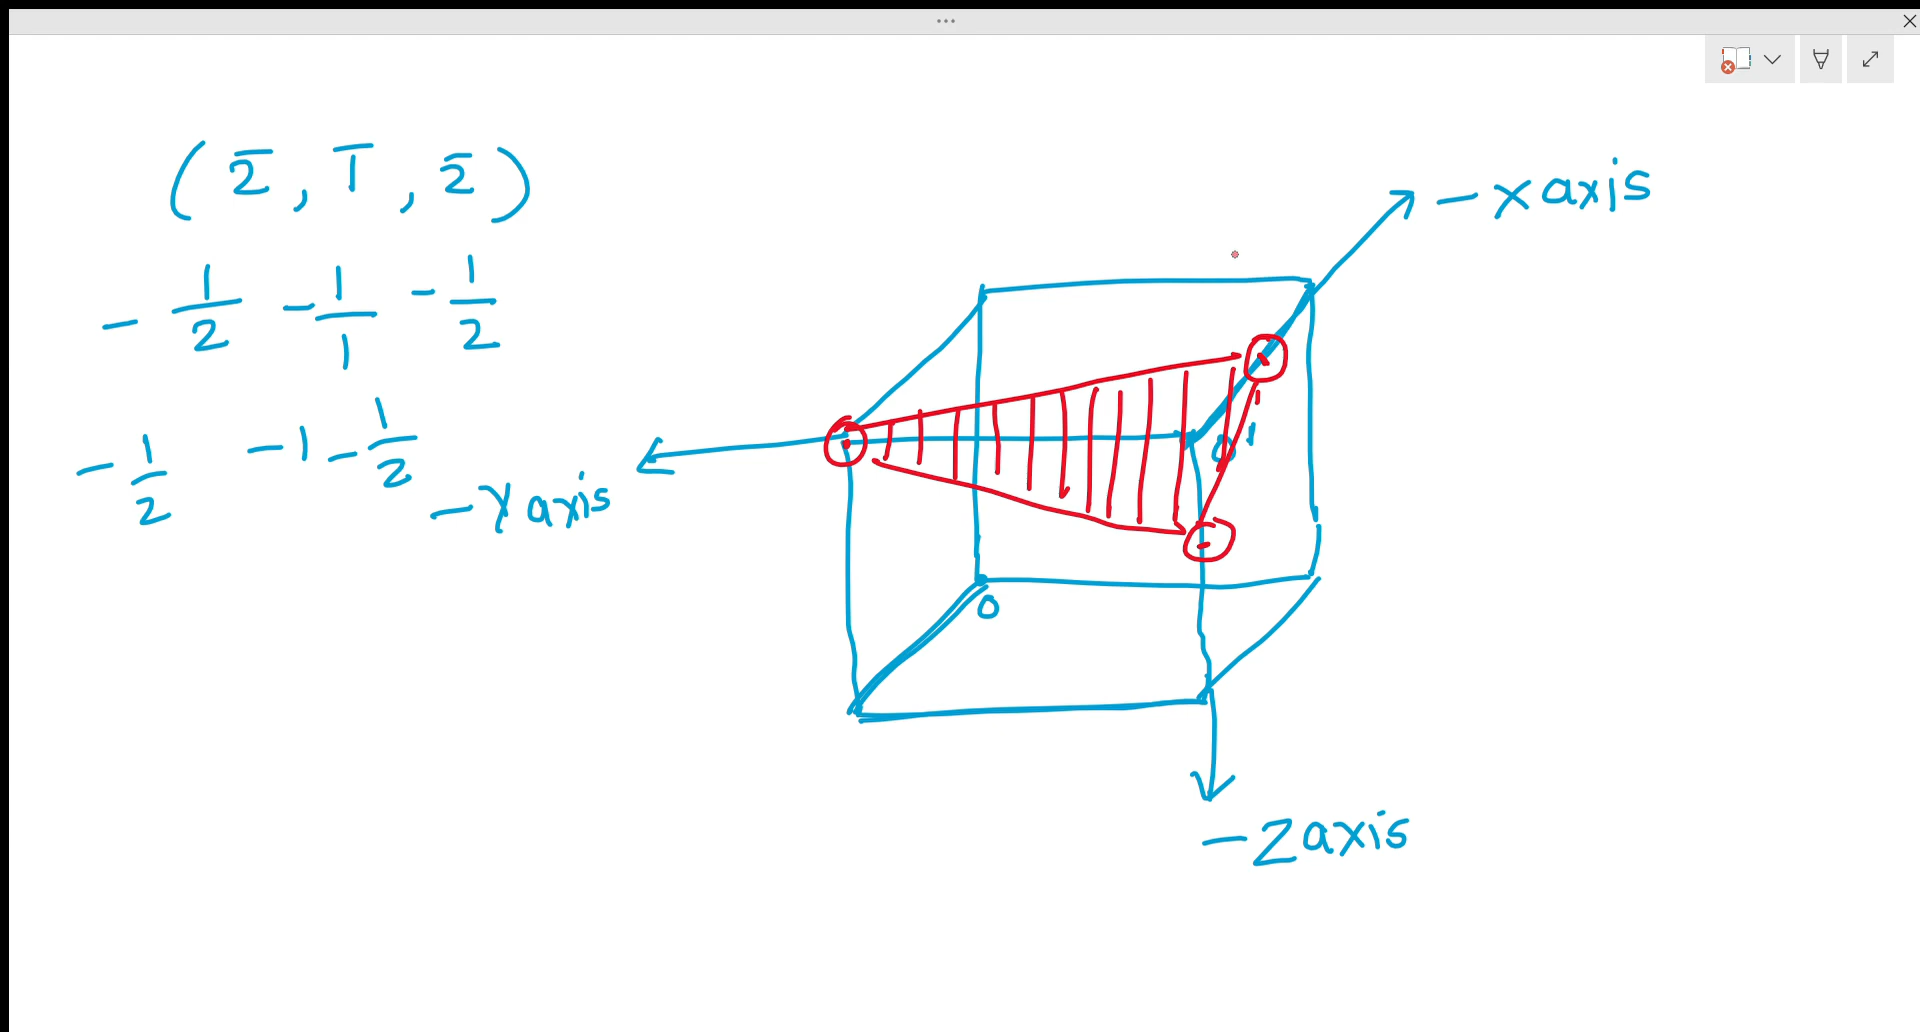 (2̅, 1̅, 2̅)
- 1/2 - 1/1 - 1/2
- 1/2 - 1 - 1/2
- x axis
- Y axis
O'
O
- Z axis